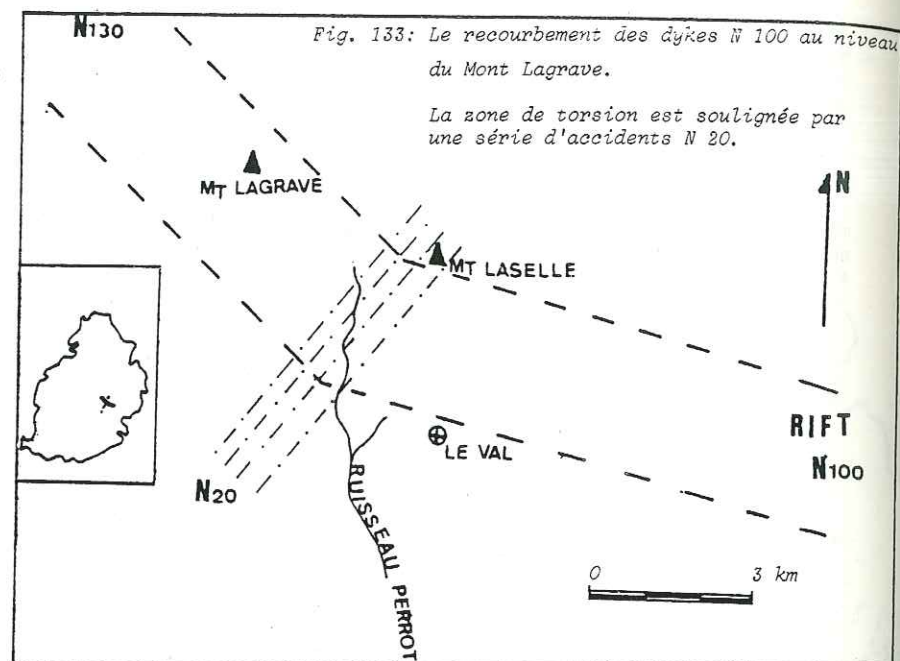 N130
Fig. 133: Le recourbement des dykes N 100 au niveau
du Mont Lagrave.
La zone de torsion est soulignée par
une série d'accidents N 20.
MT LAGRAVE
N
MT LASELLE
RIFT
N100
LE VAL
N20
RUISSEAU PERROT
0 3 km